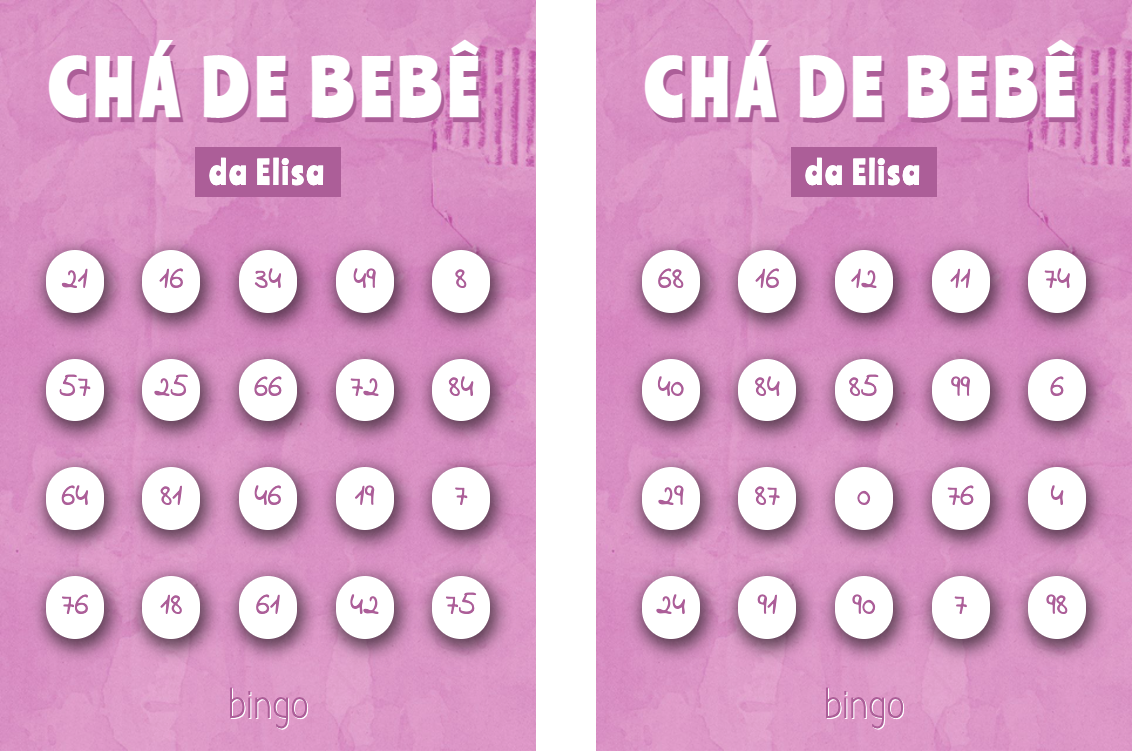 CHÁ DE BEBÊ
da Elisa
21 16 34 49 8
57 25 66 72 84
64 81 46 19 7
76 18 61 42 75
bingo
CHÁ DE BEBÊ
da Elisa
68 16 12 11 74
40 84 85 99 6
29 87 0 76 4
24 91 90 7 98
bingo